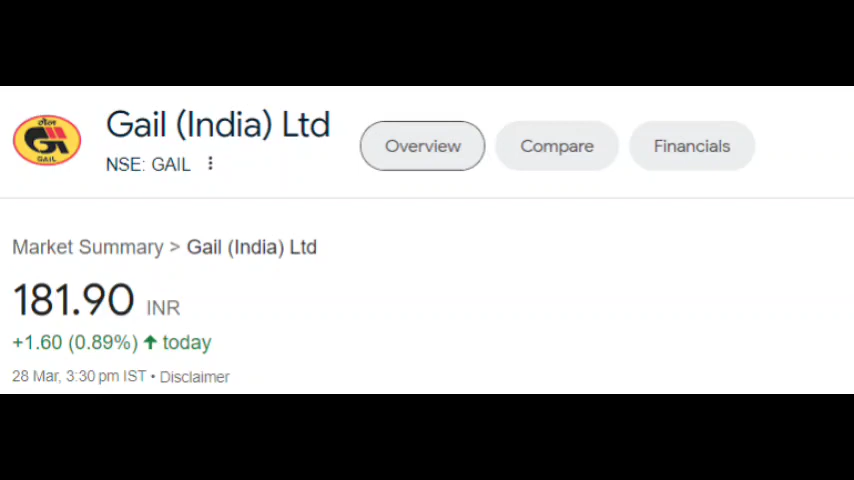 गेल
GAIL
Gail (India) Ltd
NSE: GAIL
Overview
Compare
Financials
Market Summary > Gail (India) Ltd
181.90 INR
+1.60 (0.89%) ↑ today
28 Mar, 3:30 pm IST • Disclaimer